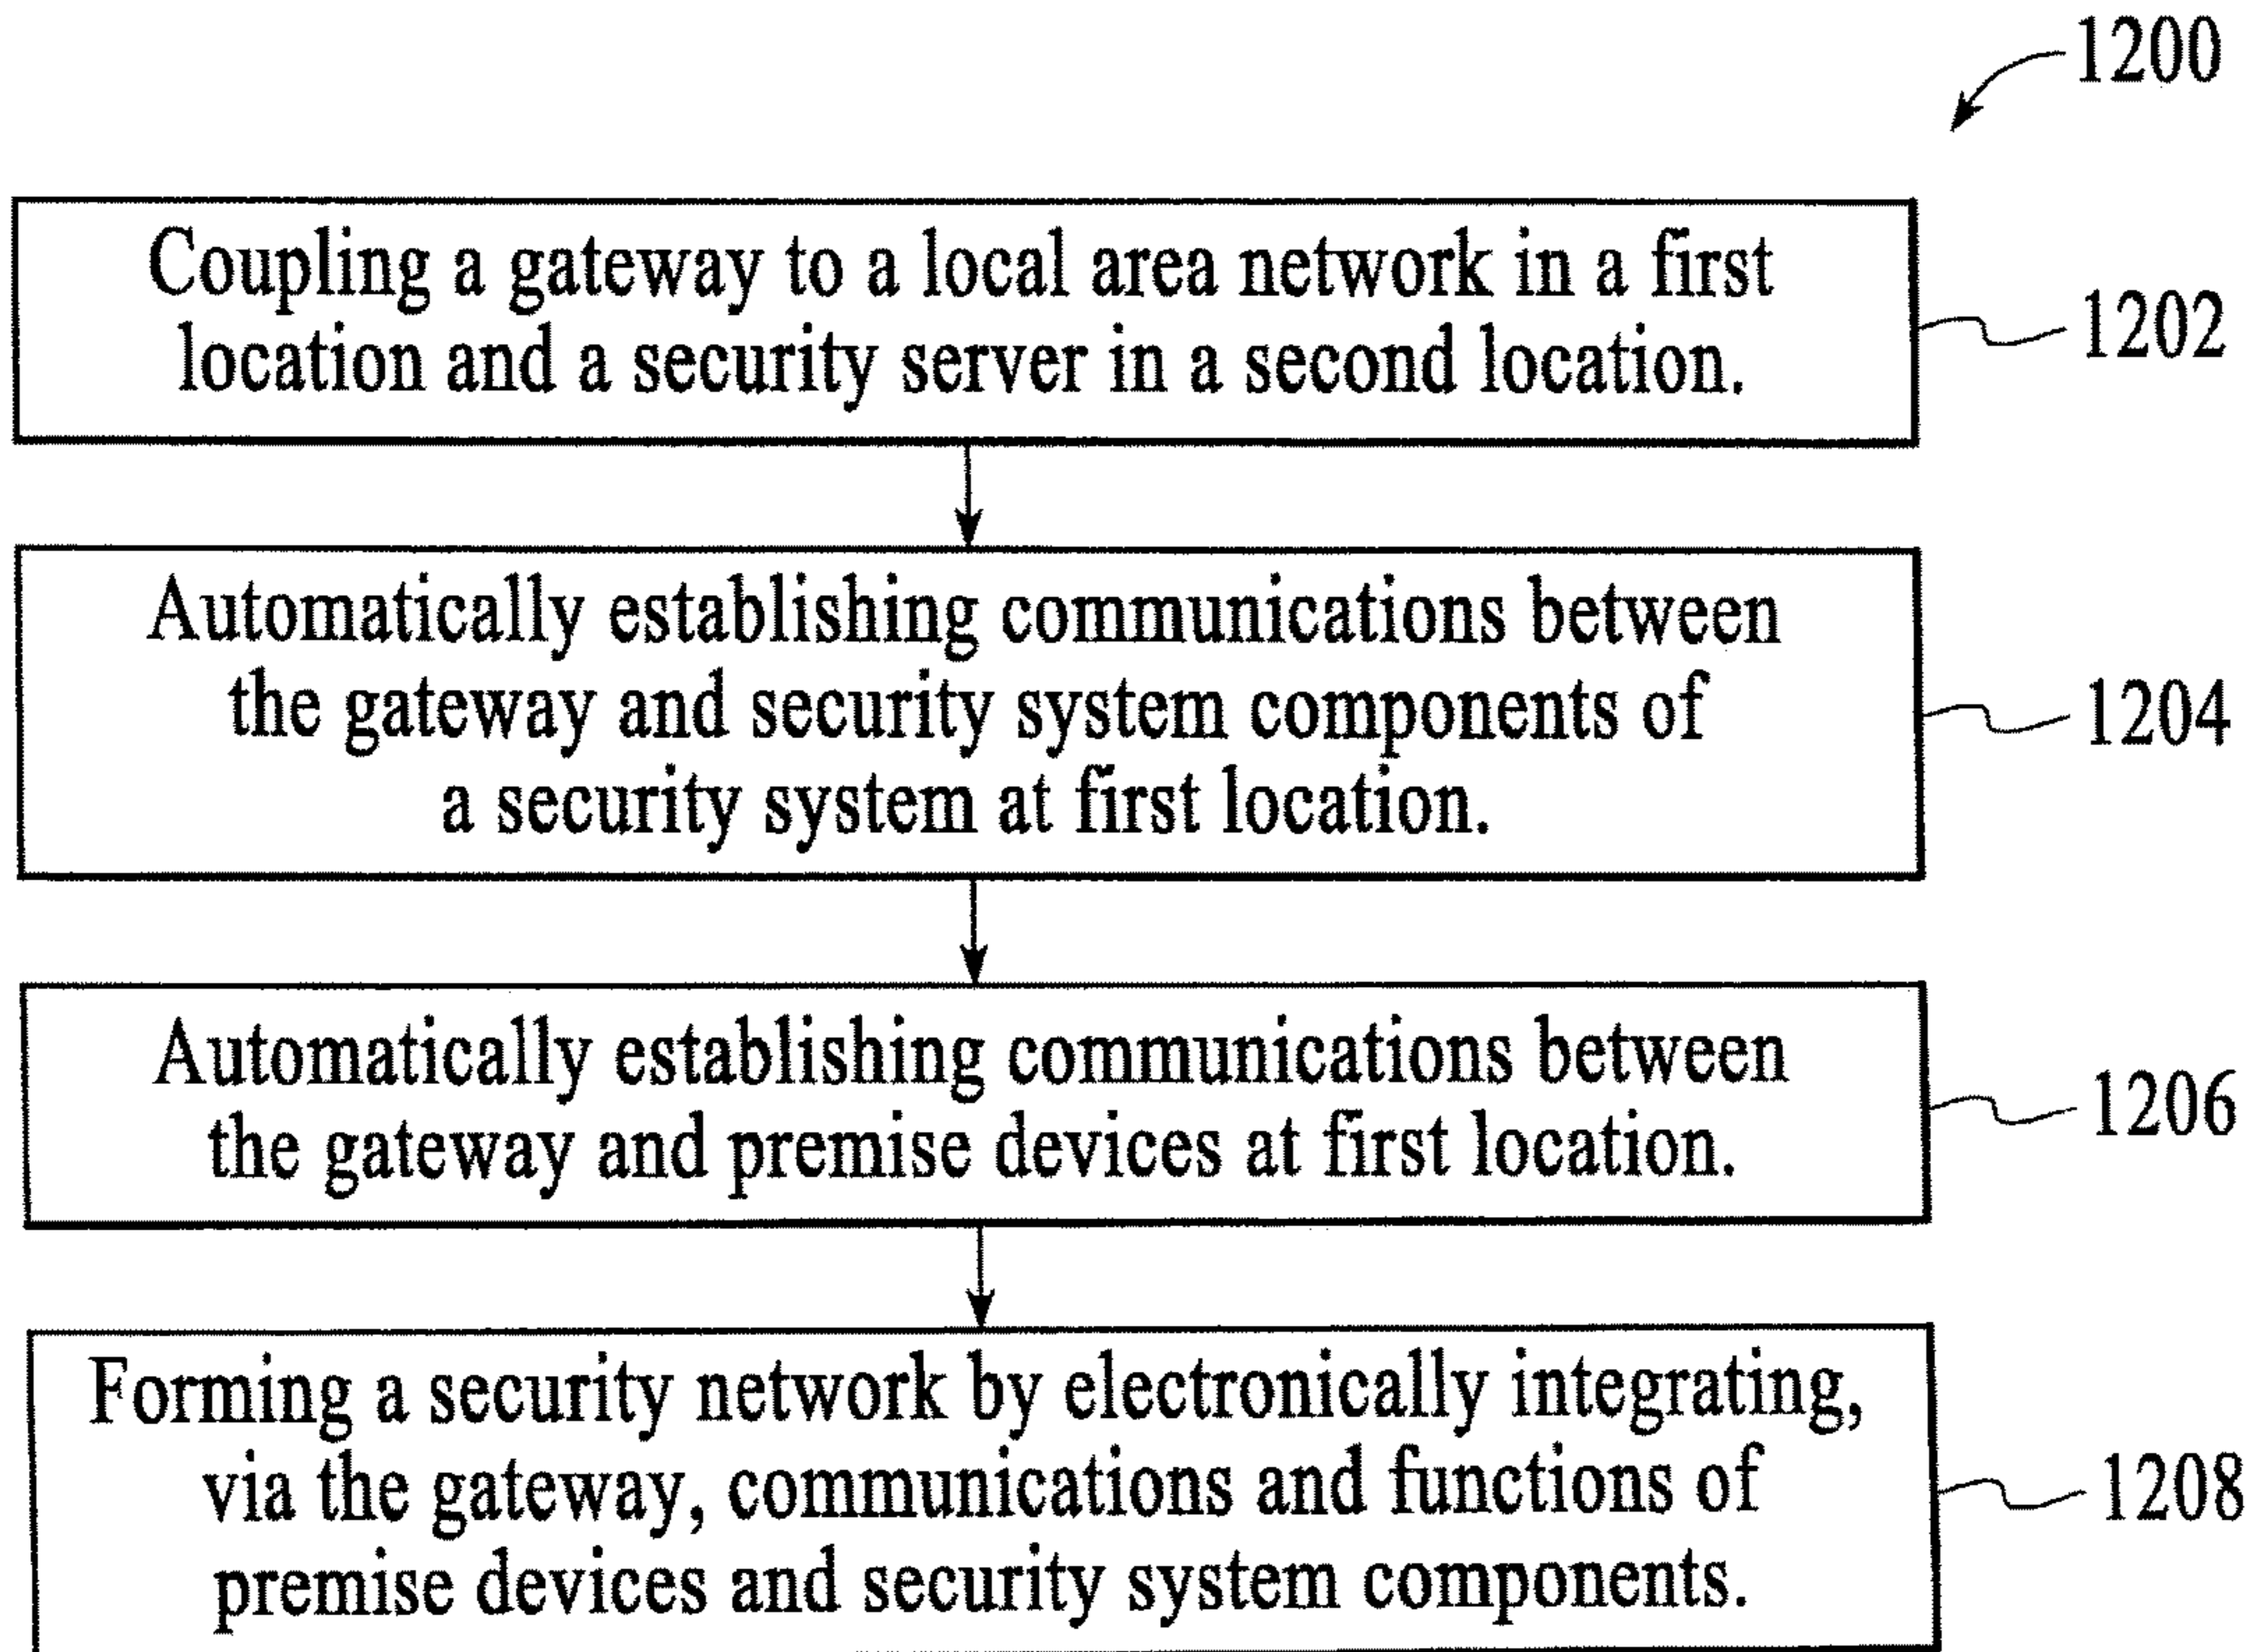 1200
Coupling a gateway to a local area network in a first
location and a security server in a second location.
1202
Automatically establishing communications between
the gateway and security system components of
a security system at first location.
1204
Automatically establishing communications between
the gateway and premise devices at first location.
1206
Forming a security network by electronically integrating,
via the gateway, communications and functions of
premise devices and security system components.
1208